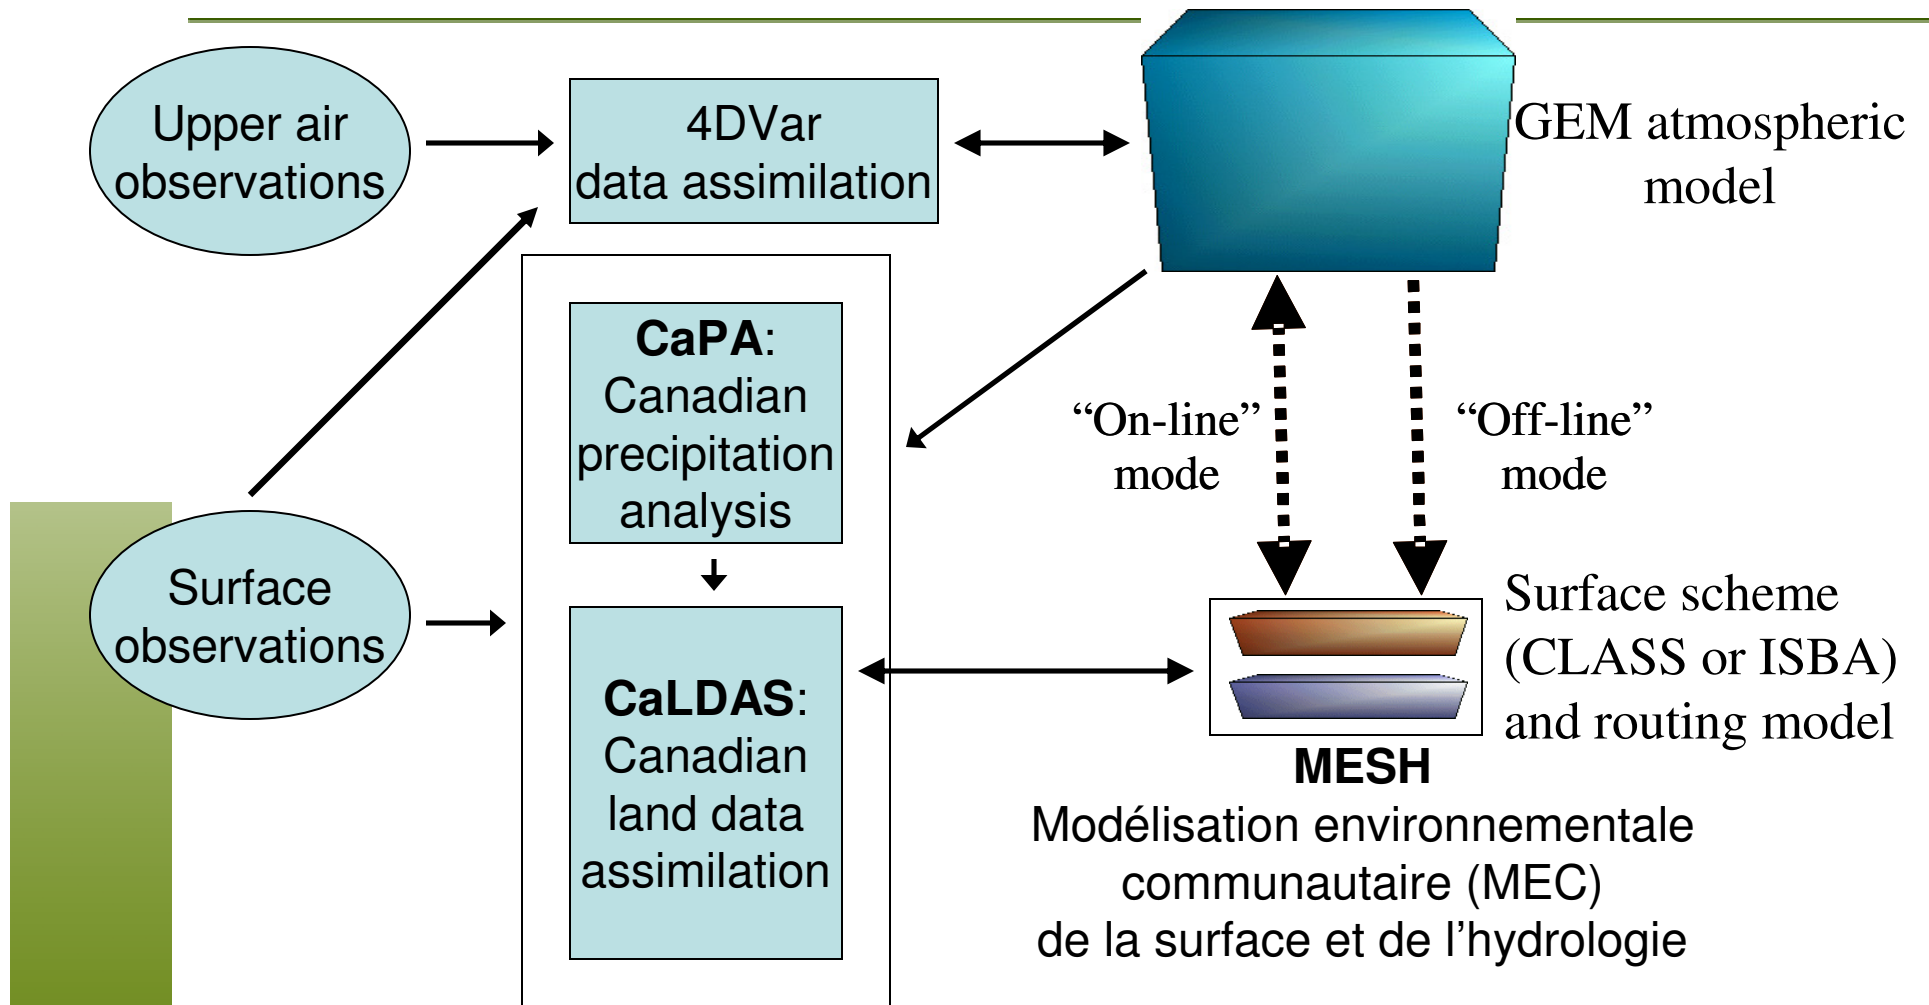 Upper air
observations
4DVar
data assimilation
GEM atmospheric
model
CaPA:
Canadian
precipitation
analysis
“On-line”
mode
“Off-line”
mode
Surface
observations
CaLDAS:
Canadian
land data
assimilation
Surface scheme
(CLASS or ISBA)
and routing model
MESH
Modélisation environnementale
communautaire (MEC)
de la surface et de l’hydrologie